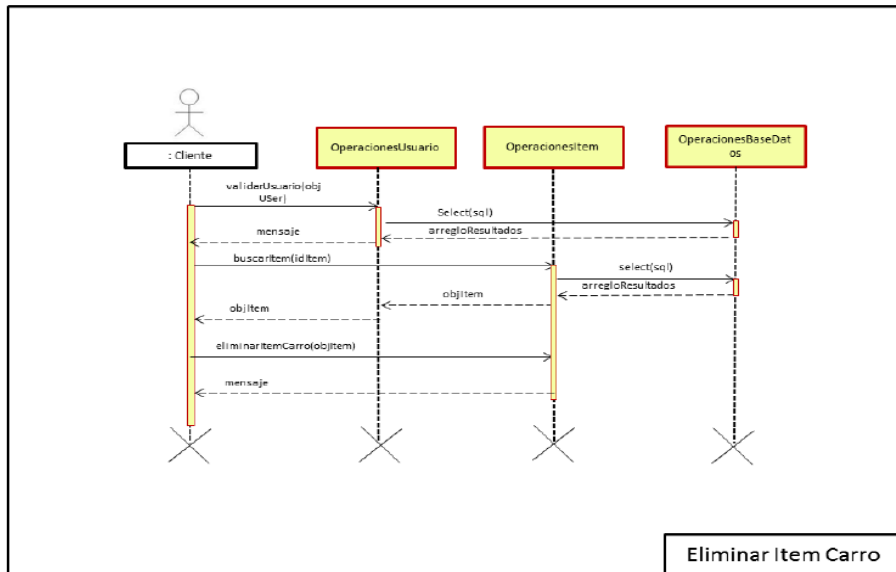 : Cliente
OperacionesUsuario
OperacionesItem
OperacionesBaseDat
os
validarUsuario(obj
USer)
Select(sql)
arregloResultados
mensaje
buscarItem(idItem)
select(sql)
arregloResultados
objItem
objItem
eliminarItemCarro(objItem)
mensaje
Eliminar Item Carro